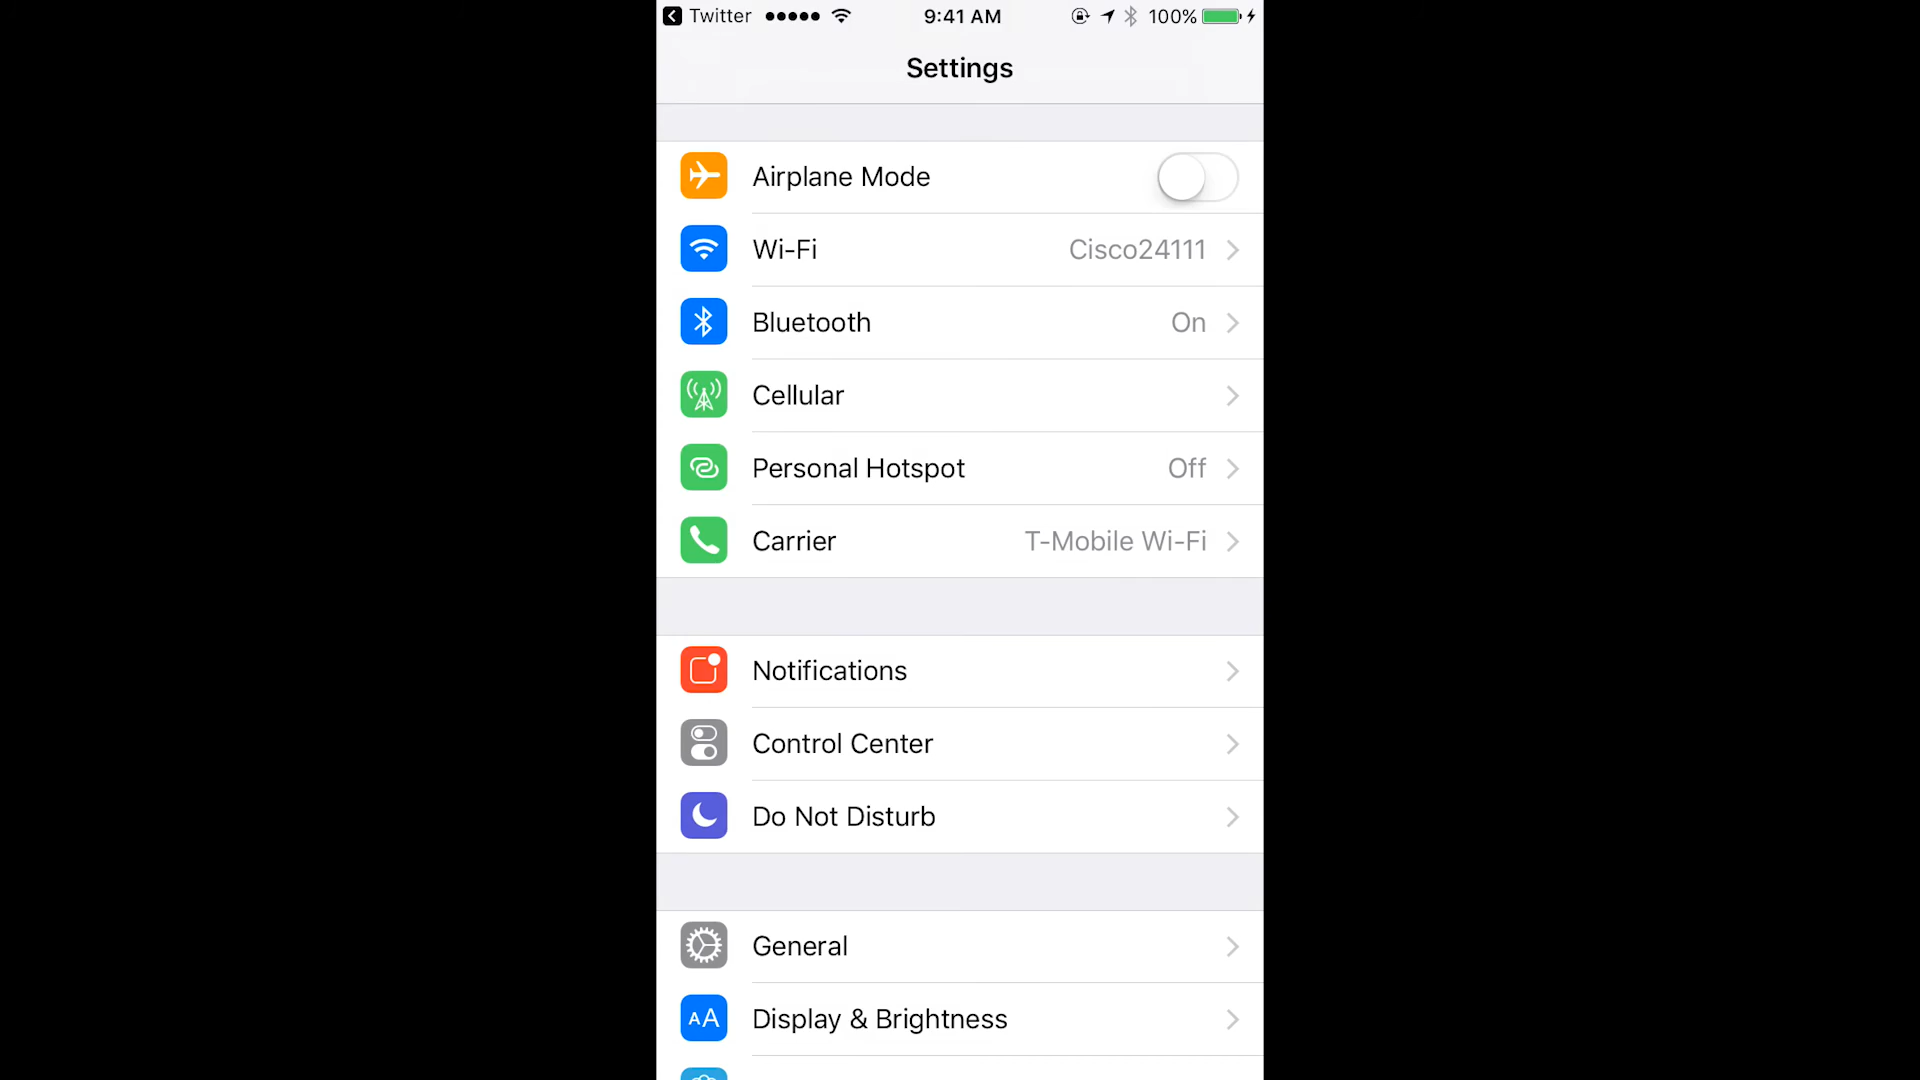 Twitter 9:41 AM 100%
Settings
Airplane Mode
Wi-Fi Cisco24111
Bluetooth On
Cellular
Personal Hotspot Off
Carrier T-Mobile Wi-Fi
Notifications
Control Center
Do Not Disturb
General
AA Display & Brightness